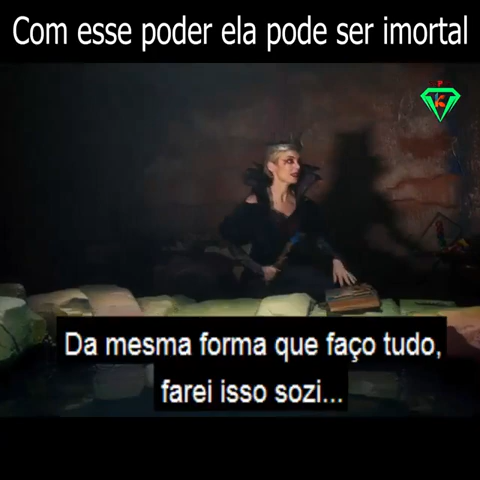 Com esse poder ela pode ser imortal
Da mesma forma que faço tudo,
farei isso sozi...